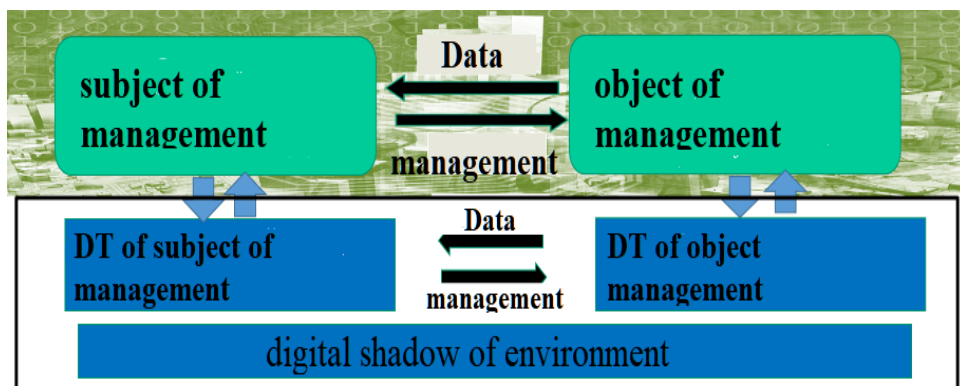 Data
subject of
management
object of
management
management
Data
DT of subject of
management
DT of object
management
management
digital shadow of environment